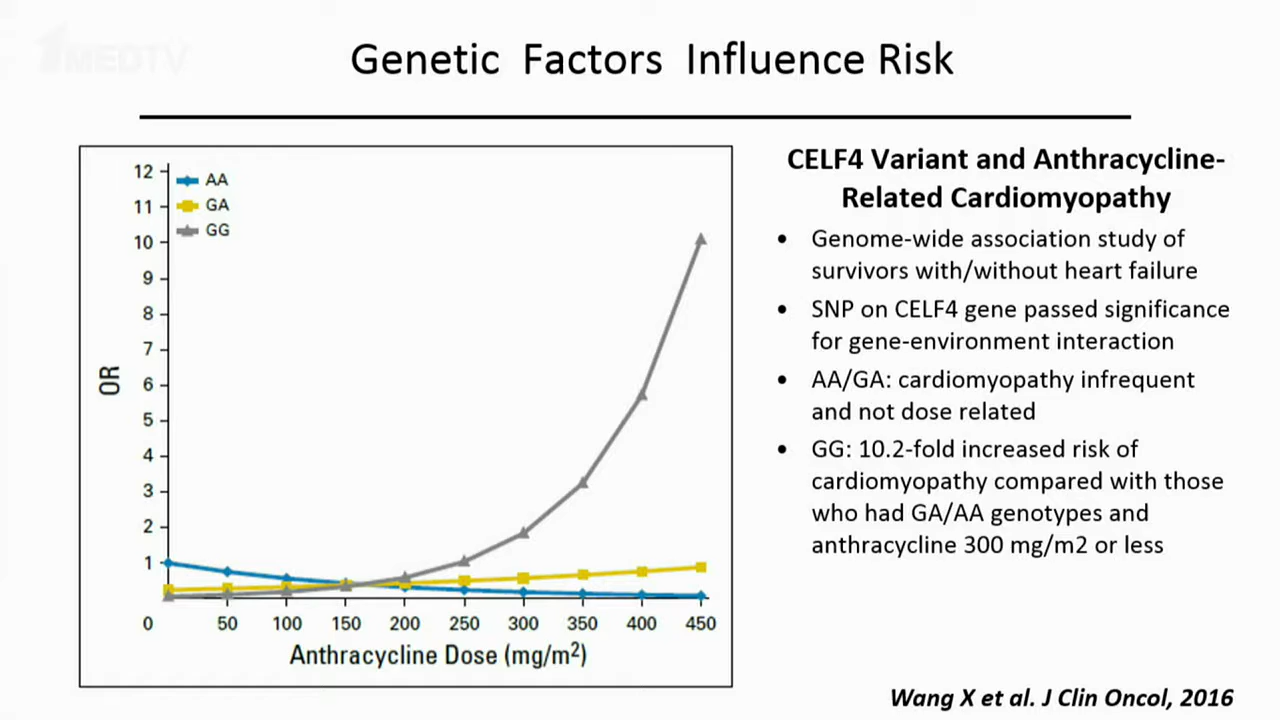 1MEDTV
Genetic Factors Influence Risk
12
11
10
9
8
7
6
5
4
3
2
1
OR
AA
GA
GG
0 50 100 150 200 250 300 350 400 450
Anthracycline Dose (mg/m²)
CELF4 Variant and Anthracycline-
Related Cardiomyopathy
• Genome-wide association study of
survivors with/without heart failure
• SNP on CELF4 gene passed significance
for gene-environment interaction
• AA/GA: cardiomyopathy infrequent
and not dose related
• GG: 10.2-fold increased risk of
cardiomyopathy compared with those
who had GA/AA genotypes and
anthracycline 300 mg/m2 or less
Wang X et al. J Clin Oncol, 2016